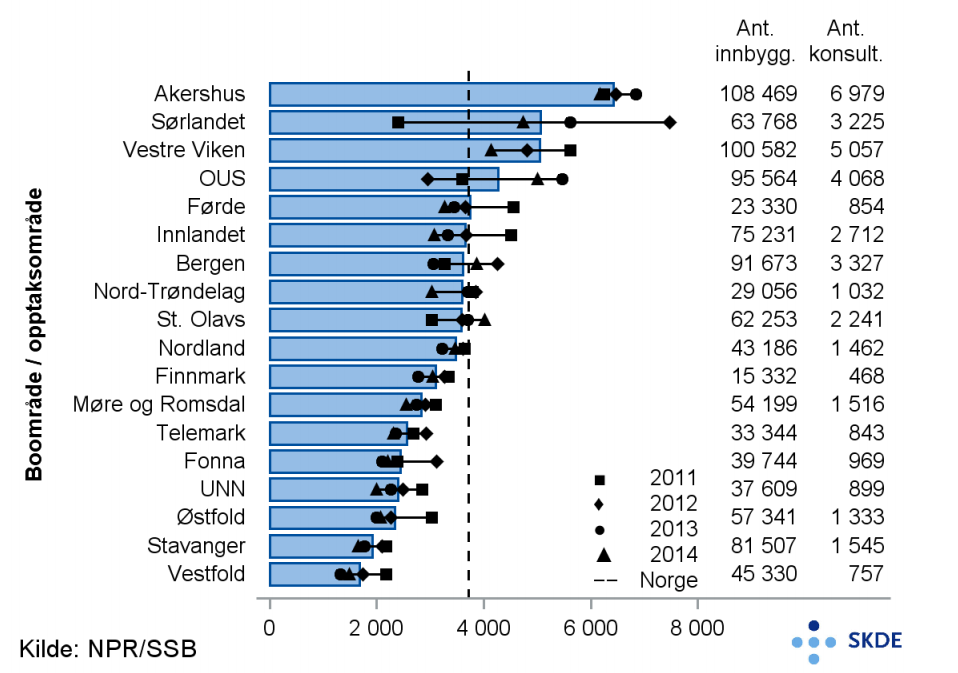 Ant. Ant.
innbygg. konsult.
Akershus 108 469 6 979
Sørlandet 63 768 3 225
Vestre Viken 100 582 5 057
OUS 95 564 4 068
Førde 23 330 854
Innlandet 75 231 2 712
Bergen 91 673 3 327
Nord-Trøndelag 29 056 1 032
St. Olavs 62 253 2 241
Nordland 43 186 1 462
Finnmark 15 332 468
Møre og Romsdal 54 199 1 516
Telemark 33 344 843
Fonna 39 744 969
UNN 37 609 899
Østfold 57 341 1 333
Stavanger 81 507 1 545
Vestfold 45 330 757
Boområde / opptaksområde
2011
2012
2013
2014
Norge
0 2 000 4 000 6 000 8 000
Kilde: NPR/SSB
SKDE